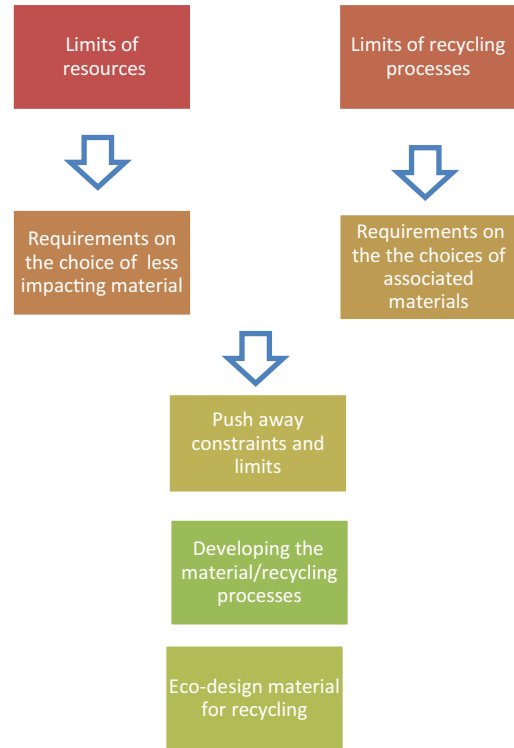 Limits of
resources
Limits of recycling
processes
Requirements on
the choice of less
impacting material
Requirements on
the the choices of
associated
materials
Push away
constraints and
limits
Developing the
material/recycling
processes
Eco-design material
for recycling